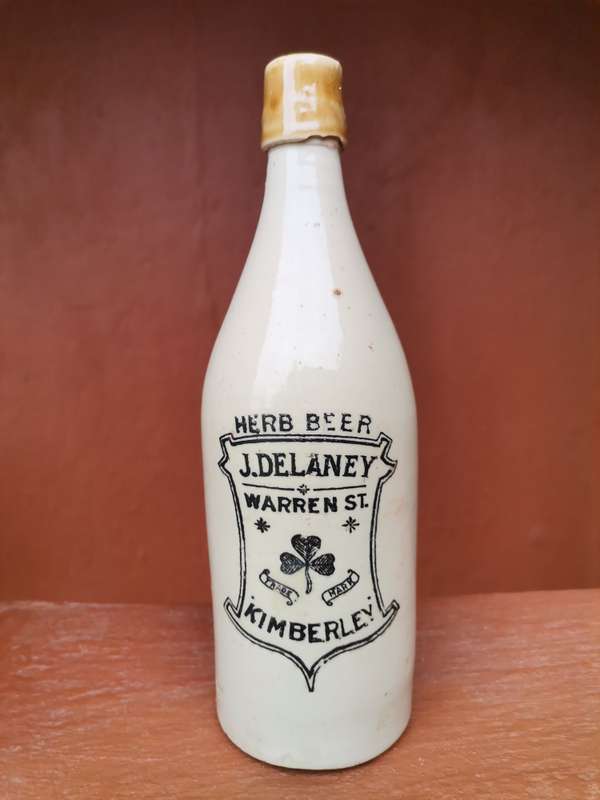 HERB BEER
J. DELANEY
WARREN ST.
TRADE MARK
KIMBERLEY